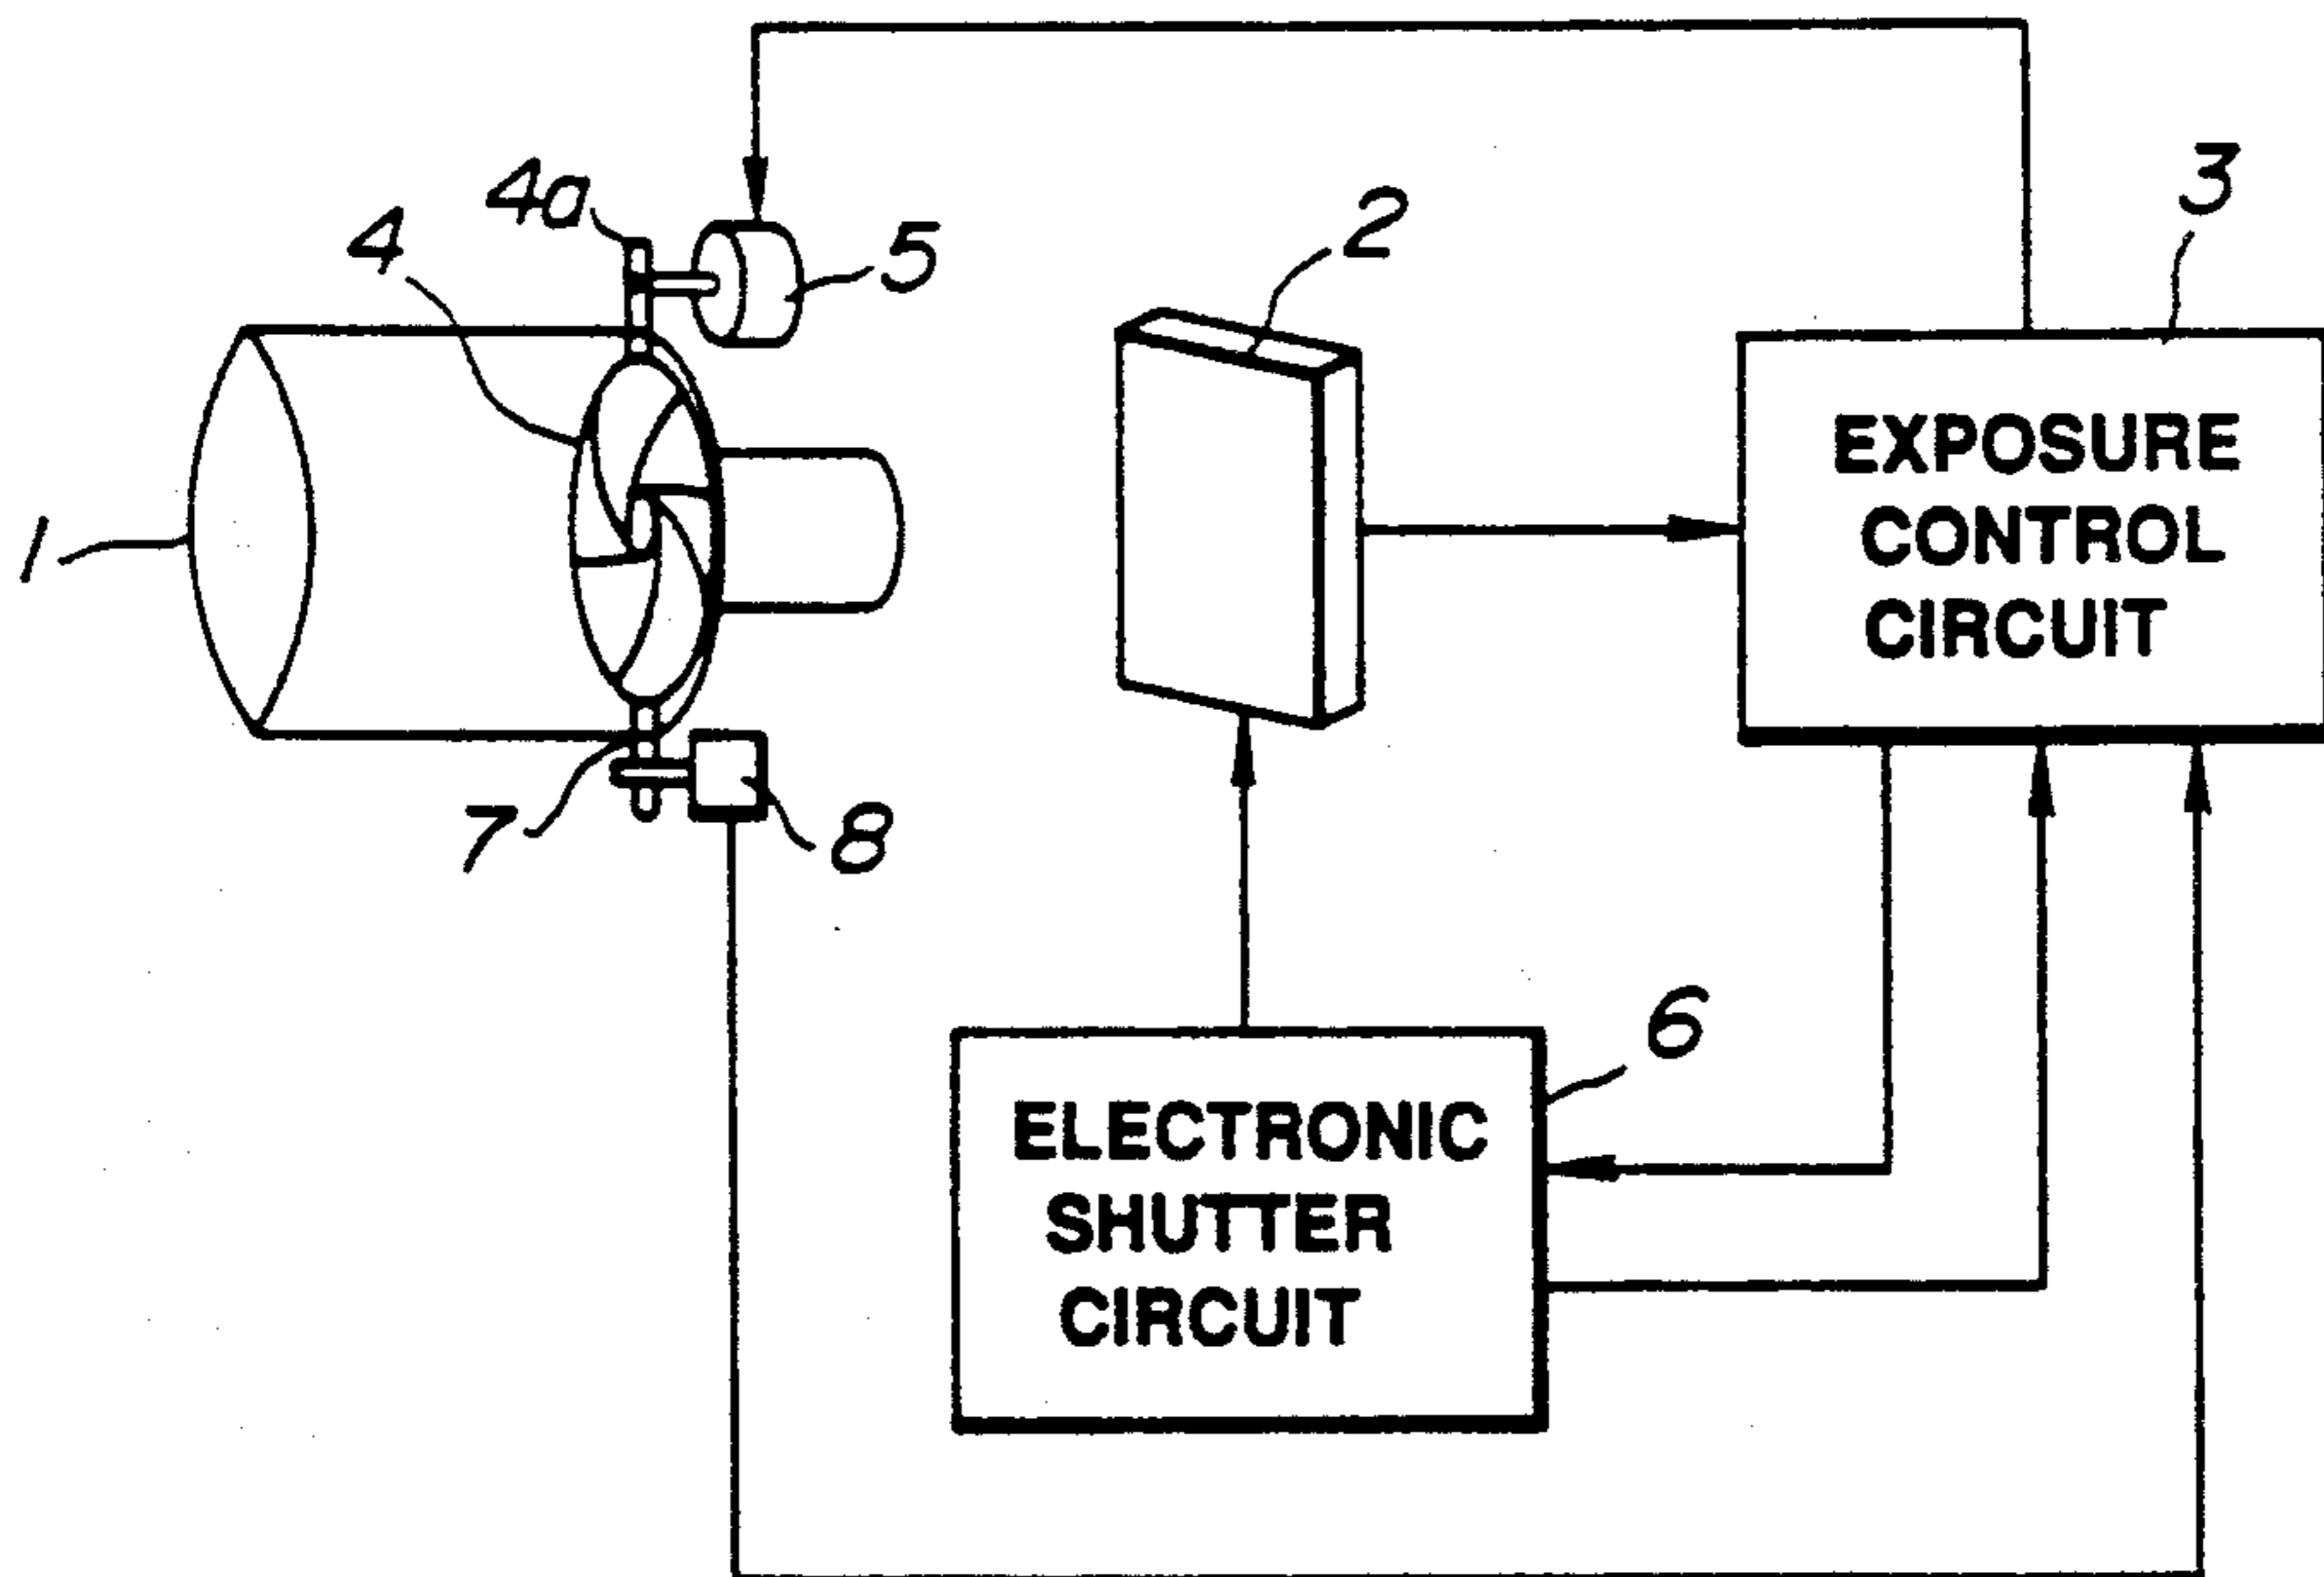 4a
4
5
2
3
EXPOSURE
CONTROL
CIRCUIT
1
7
8
6
ELECTRONIC
SHUTTER
CIRCUIT